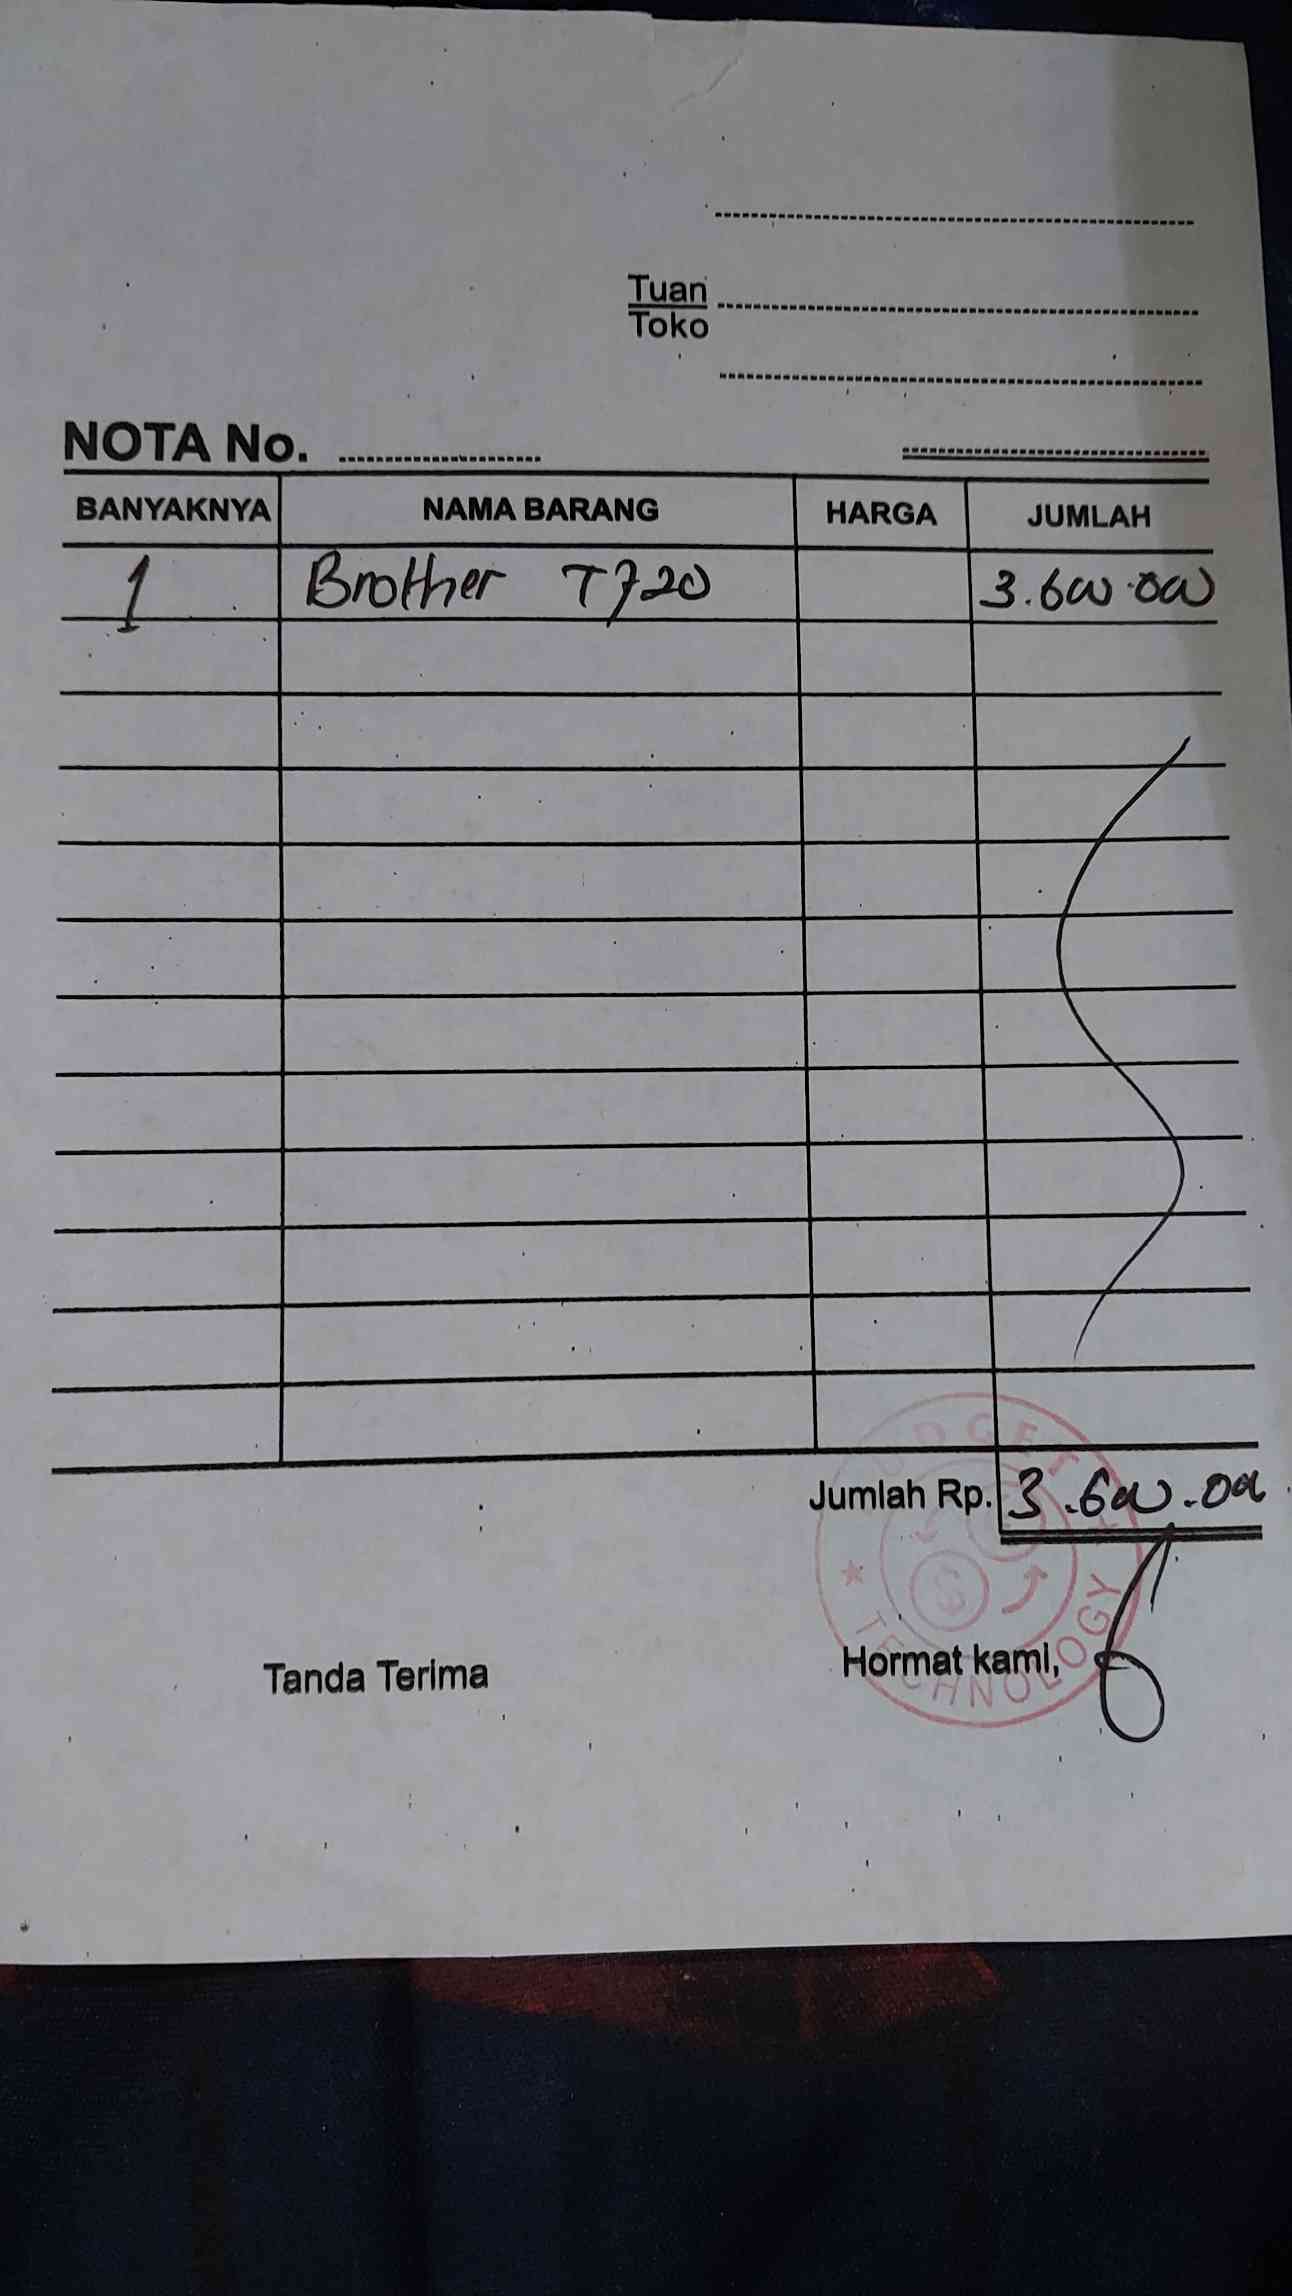 Tuan
Toko
NOTA No.
BANYAKNYA NAMA BARANG HARGA JUMLAH
1 Brother T720 3.600.000
Jumlah Rp. 3.600.000
BUDGET TECHNOLOGY
Tanda Terima Hormat kami,